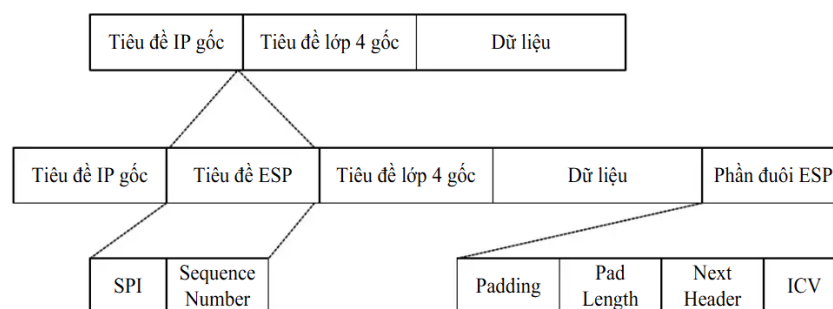 Tiêu đề IP gốc
Tiêu đề lớp 4 gốc
Dữ liệu
Tiêu đề IP gốc
Tiêu đề ESP
Tiêu đề lớp 4 gốc
Dữ liệu
Phần đuôi ESP
SPI
Sequence
Number
Padding
Pad
Length
Next
Header
ICV